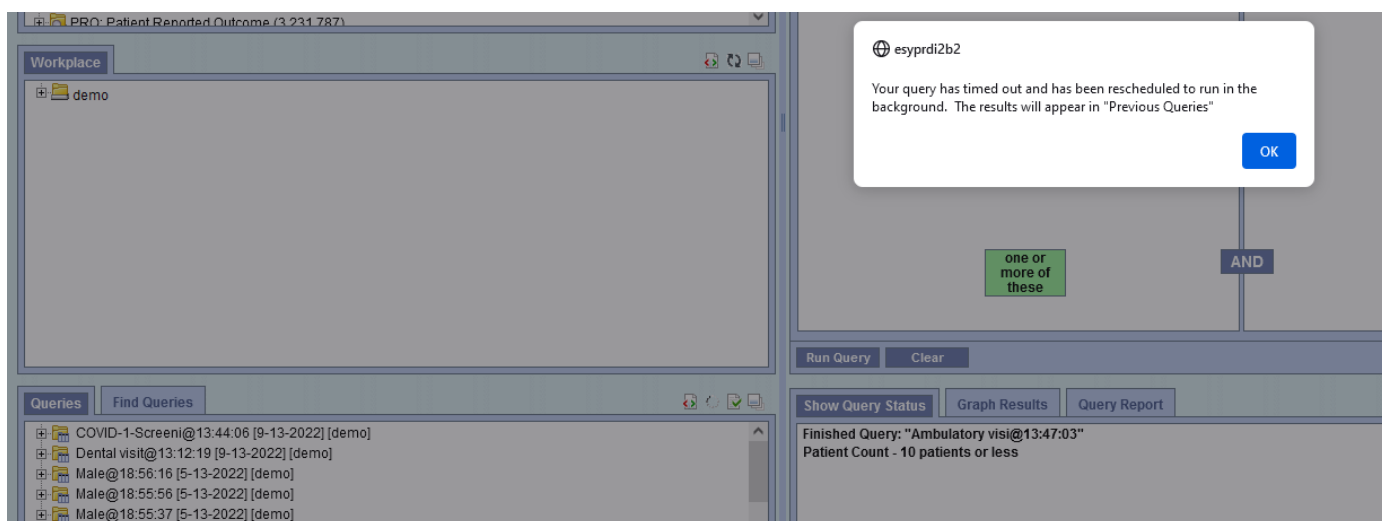 PRO: Patient Reported Outcome (3,231,787)
Workplace
demo
Queries
Find Queries
COVID-1-Screeni@13:44:06 [9-13-2022] [demo]
Dental visit@13:12:19 [9-13-2022] [demo]
Male@18:56:16 [5-13-2022] [demo]
Male@18:55:56 [5-13-2022] [demo]
Male@18:55:37 [5-13-2022] [demo]
esyprdi2b2
Your query has timed out and has been rescheduled to run in the
background.  The results will appear in "Previous Queries"
OK
one or
more of
these
AND
Run Query
Clear
Show Query Status
Graph Results
Query Report
Finished Query: "Ambulatory visi@13:47:03"
Patient Count - 10 patients or less